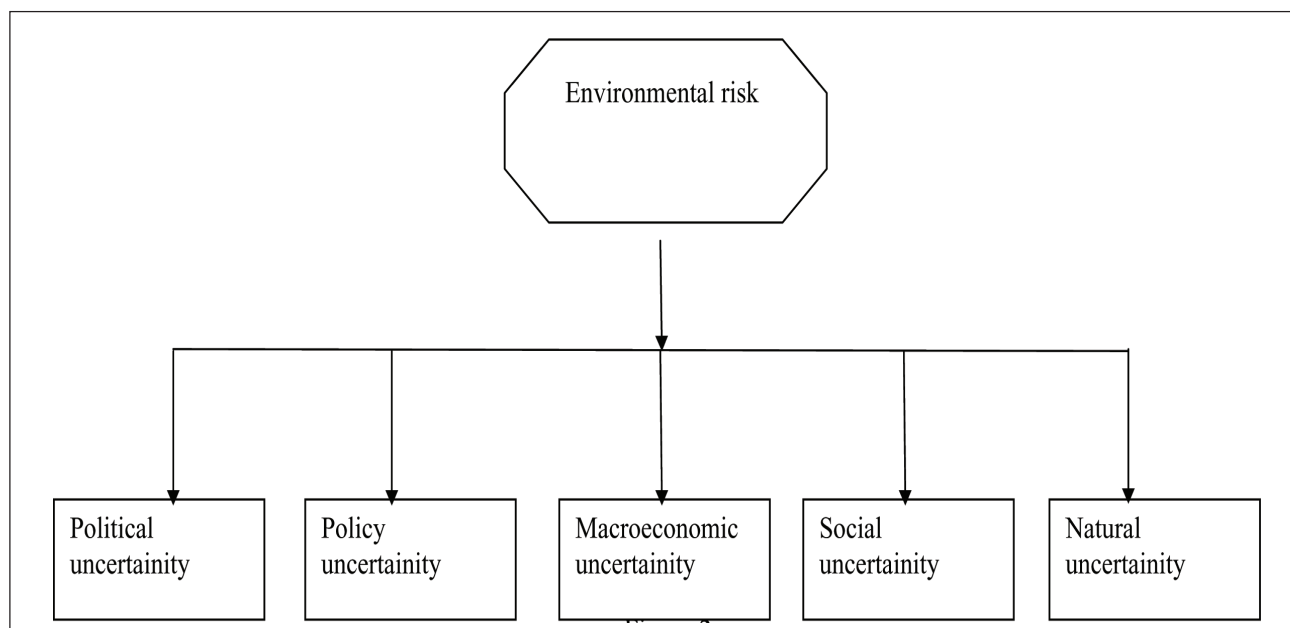 Environmental risk
Political
uncertainity
Policy
uncertainity
Macroeconomic
uncertainity
Social
uncertainity
Natural
uncertainity